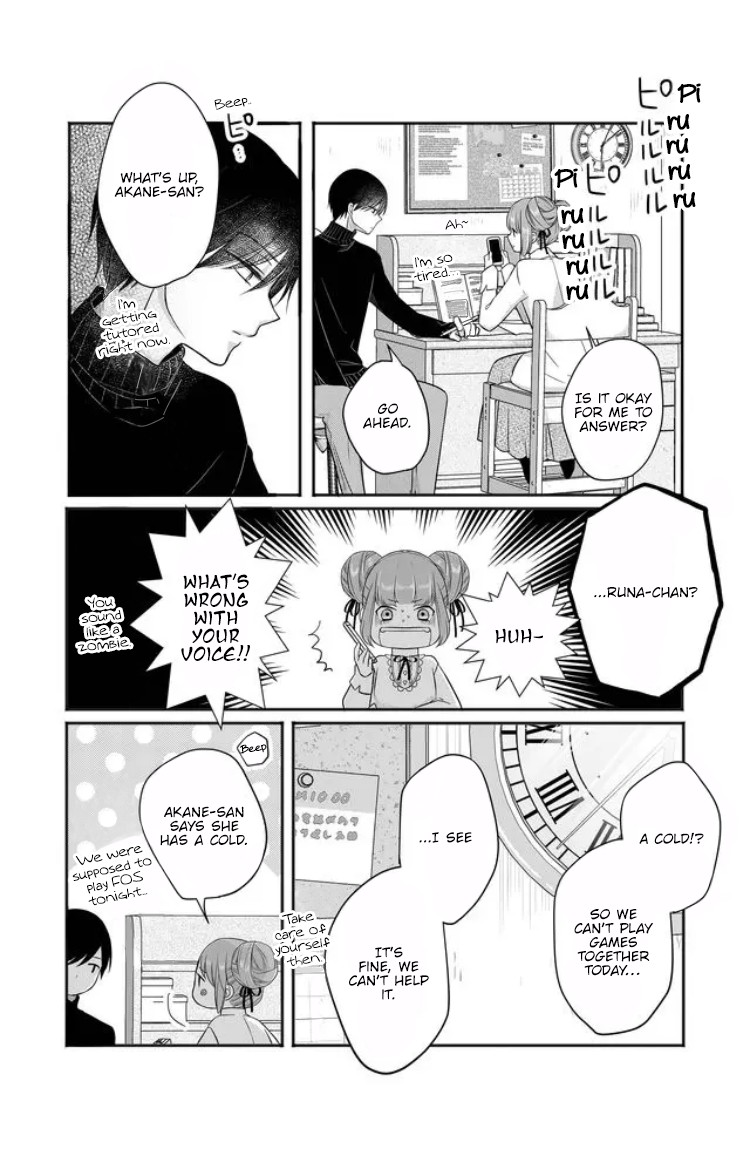 ピルルルル
Pi
ru
ru
ru
ru
ピルルルル
Pi
ru
ru
ru
ru
Ah~
I'm so
tired...
IS IT OKAY
FOR ME TO
ANSWER?
GO
AHEAD.
Beep..
ピ
WHAT'S UP,
AKANE-SAN?
I'm
getting
tutored
right now.
...RUNA-CHAN?
HUH-
WHAT'S
WRONG
WITH
YOUR
VOICE!!
You
sound
like a
zombie.
A COLD!?
SO WE
CAN'T PLAY
GAMES
TOGETHER
TODAY...
...I SEE
IT'S
FINE, WE
CAN'T HELP
IT.
Take
care of
yourself
then.
Beep
AKANE-SAN
SAYS SHE
HAS A COLD.
We were
supposed to
play FOS
tonight...